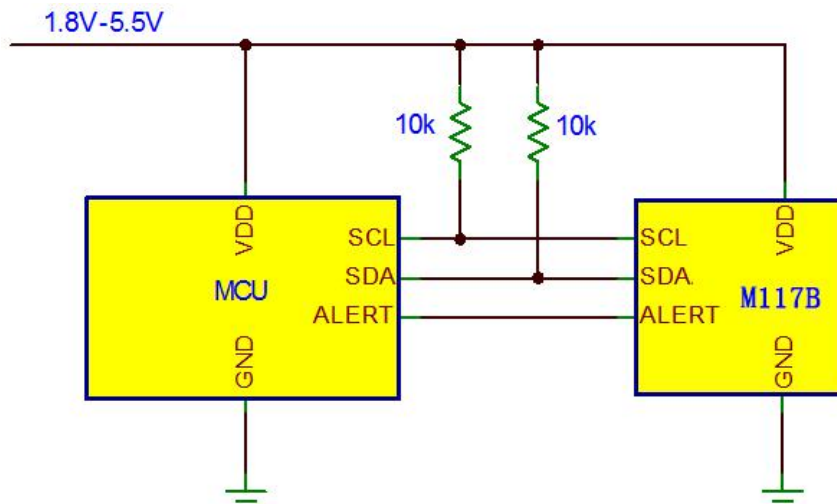 1.8V-5.5V
10k
10k
VDD
SCL
SDA
ALERT
MCU
GND
VDD
SCL
SDA
ALERT
M117B
GND